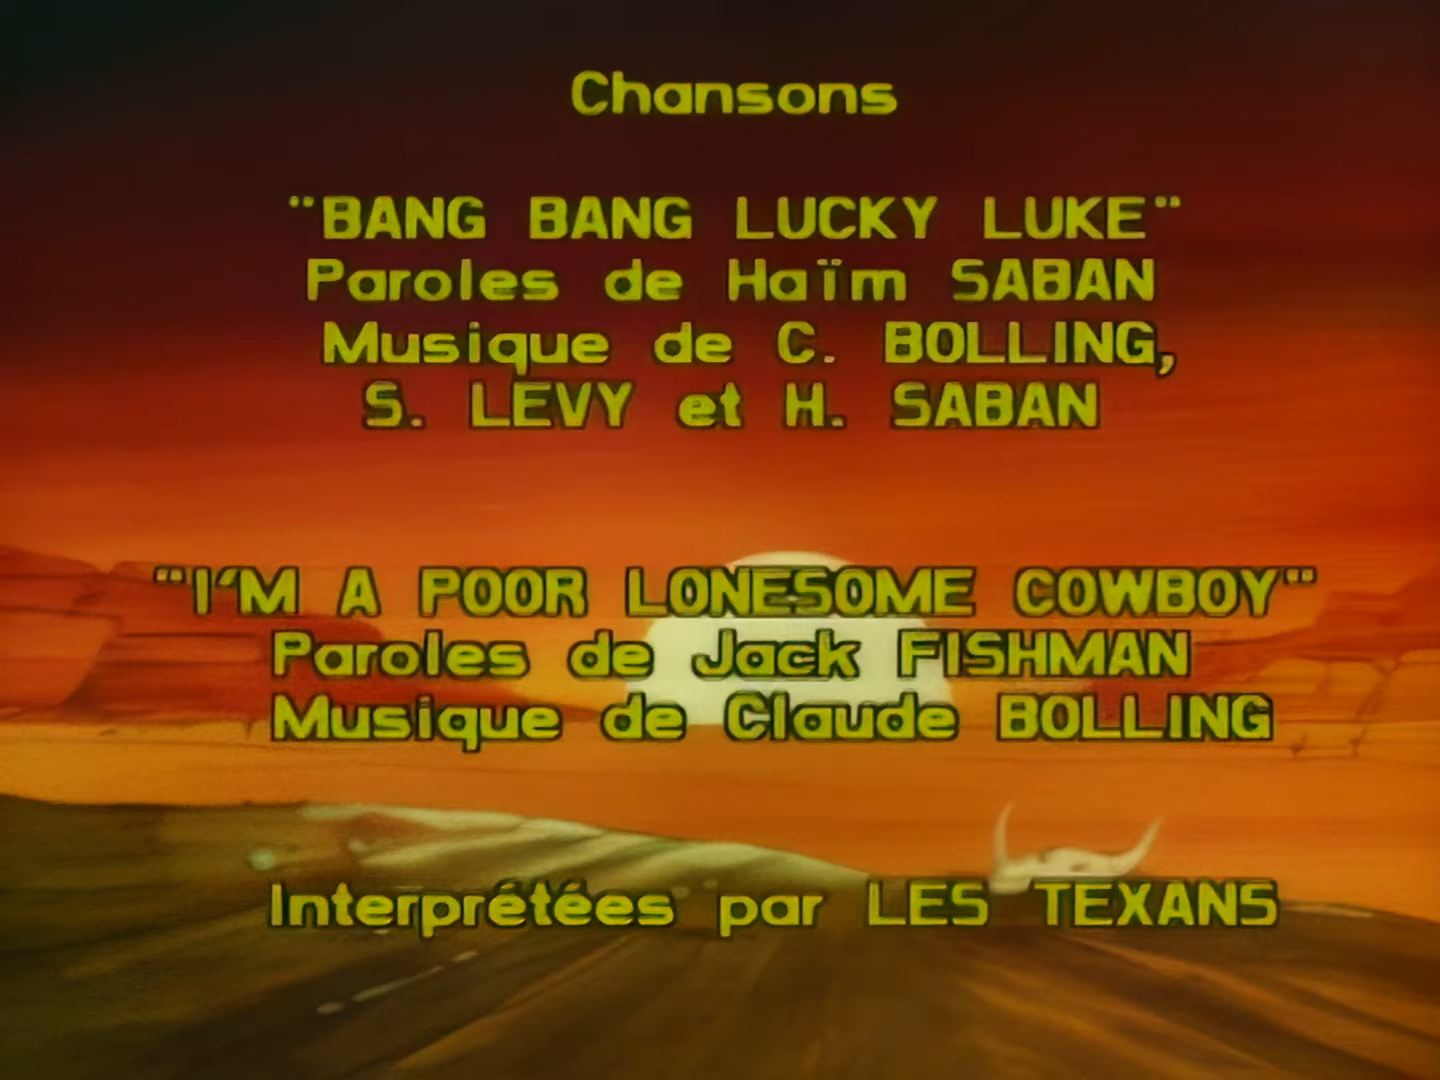 Chansons
"BANG BANG LUCKY LUKE"
Paroles de Haïm SABAN
Musique de C. BOLLING,
S. LEVY et H. SABAN
"I'M A POOR LONESOME COWBOY"
Paroles de Jack FISHMAN
Musique de Claude BOLLING
Interprétées par LES TEXANS